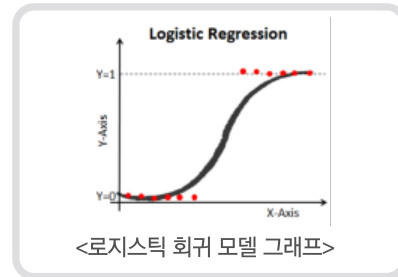 Logistic Regression
Y=1
Y-Axis
Y=0
X-Axis
<로지스틱 회귀 모델 그래프>